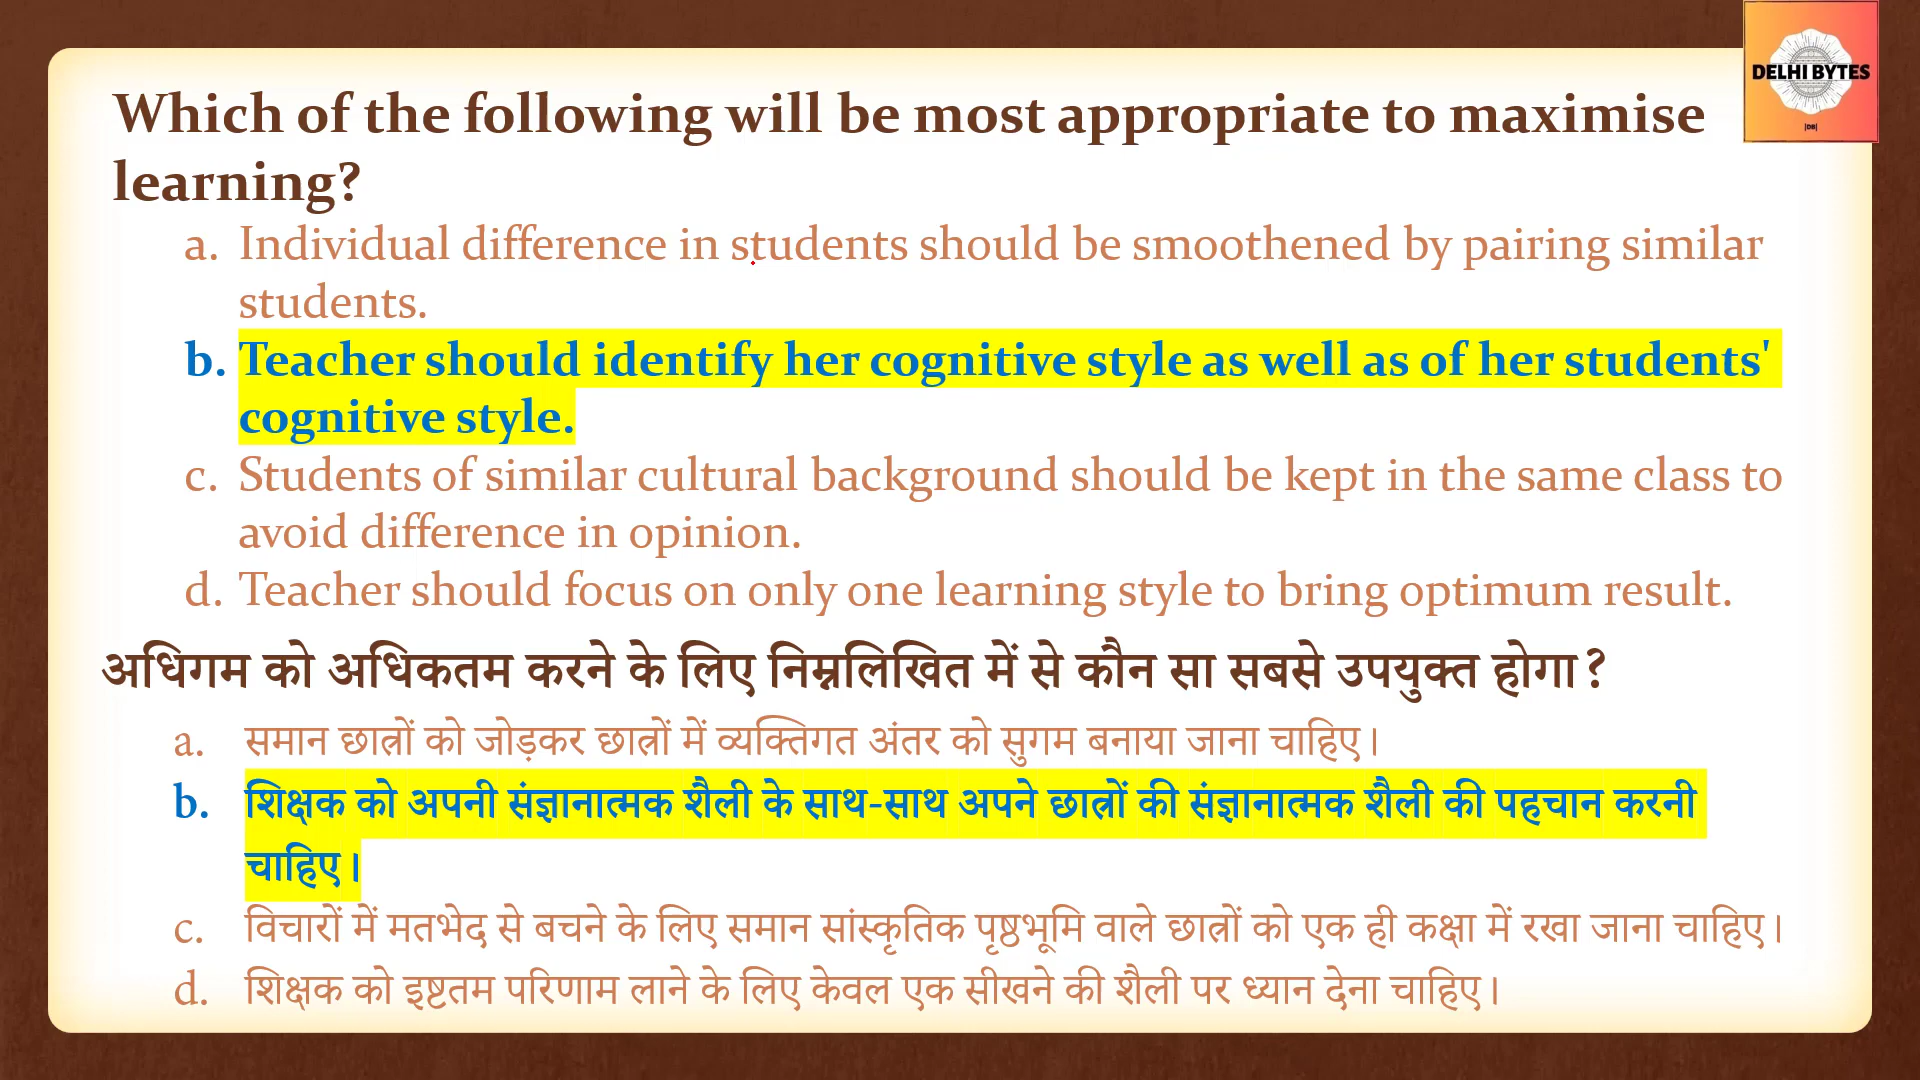 DELHI BYTES
|DB|
Which of the following will be most appropriate to maximise
learning?
a. Individual difference in students should be smoothened by pairing similar
students.
b. Teacher should identify her cognitive style as well as of her students'
cognitive style.
c. Students of similar cultural background should be kept in the same class to
avoid difference in opinion.
d. Teacher should focus on only one learning style to bring optimum result.
अधिगम को अधिकतम करने के लिए निम्नलिखित में से कौन सा सबसे उपयुक्त होगा?
a. समान छात्रों को जोड़कर छात्रों में व्यक्तिगत अंतर को सुगम बनाया जाना चाहिए।
b. शिक्षक को अपनी संज्ञानात्मक शैली के साथ-साथ अपने छात्रों की संज्ञानात्मक शैली की पहचान करनी
चाहिए।
c. विचारों में मतभेद से बचने के लिए समान सांस्कृतिक पृष्ठभूमि वाले छात्रों को एक ही कक्षा में रखा जाना चाहिए।
d. शिक्षक को इष्टतम परिणाम लाने के लिए केवल एक सीखने की शैली पर ध्यान देना चाहिए।